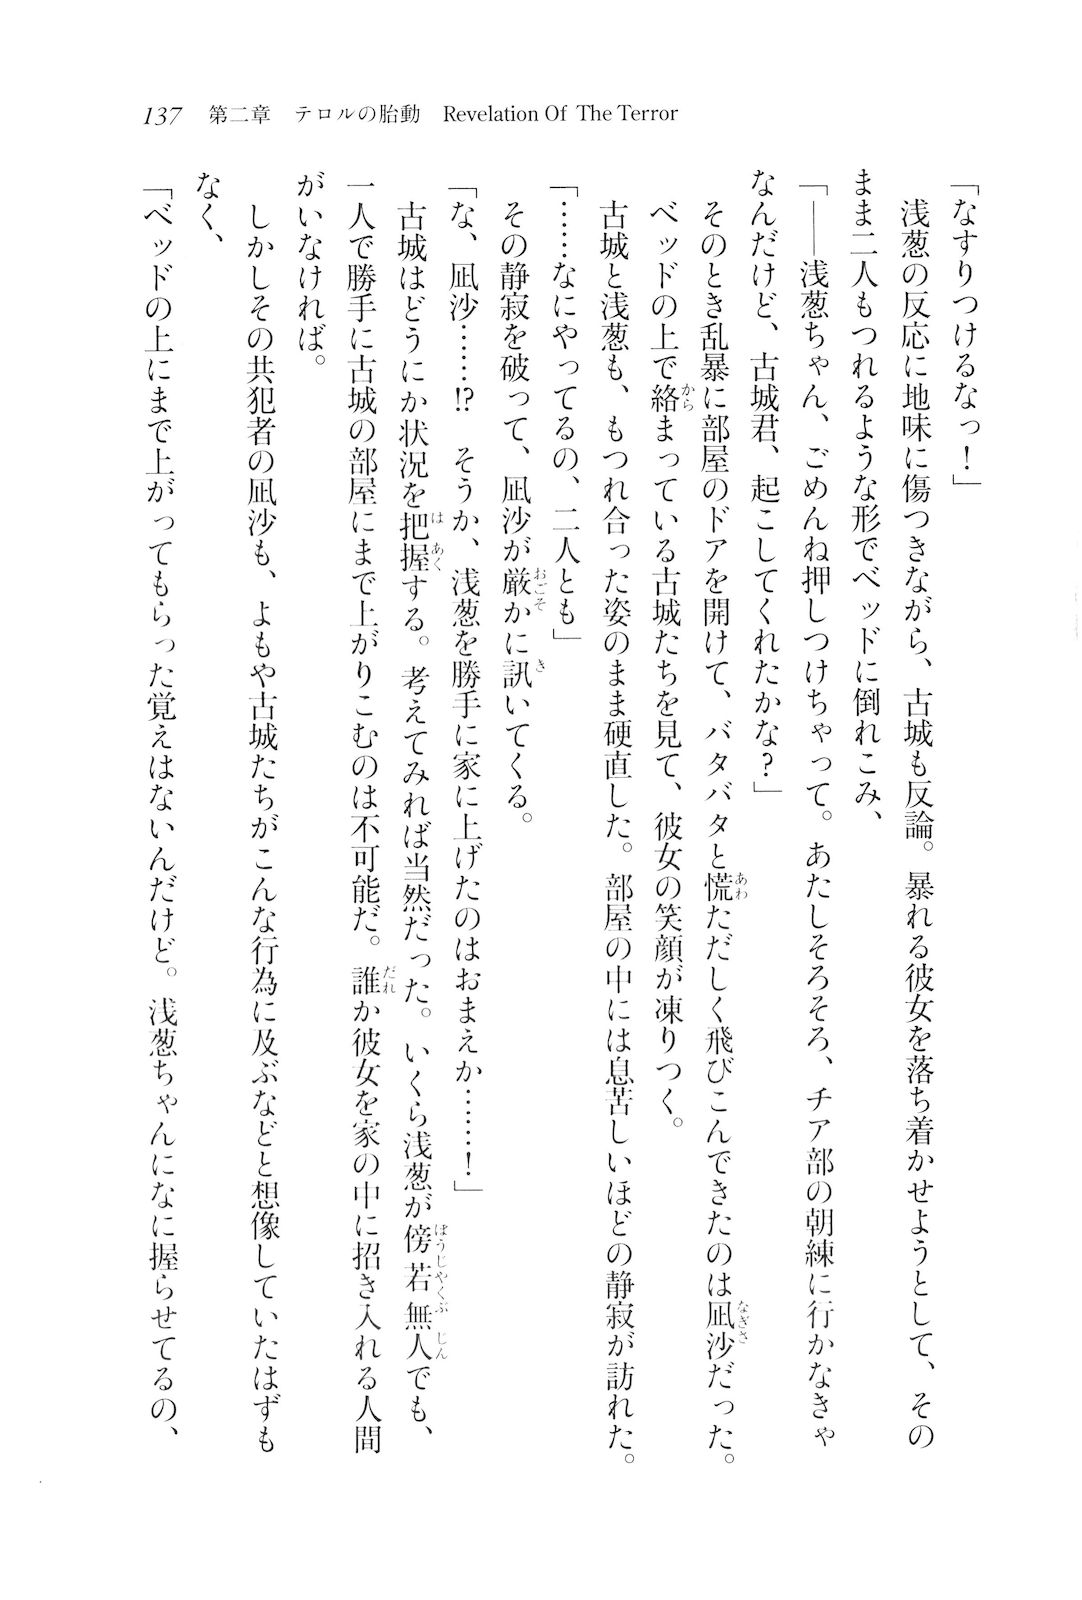 137　第二章　テロルの胎動　Revelation Of The Terror
「なすりつけるなっ！」
　浅葱の反応に地味に傷つきながら、古城も反論。暴れる彼女を落ち着かせようとして、その
まま二人もつれるような形でベッドに倒れこみ、
「――浅葱ちゃん、ごめんね押しつけちゃって。あたしそろそろ、チア部の朝練に行かなきゃ
なんだけど、古城君、起こしてくれたかな？」
　そのとき乱暴に部屋のドアを開けて、バタバタと慌ただしく飛びこんできたのは凪沙だった。
ベッドの上で絡まっている古城たちを見て、彼女の笑顔が凍りつく。
　古城と浅葱も、もつれ合った姿のまま硬直した。部屋の中には息苦しいほどの静寂が訪れた。
「……なにやってるの、二人とも」
　その静寂を破って、凪沙が厳かに訊いてくる。
「な、凪沙……!?　そうか、浅葱を勝手に家に上げたのはおまえか……！」
　古城はどうにか状況を把握する。考えてみれば当然だった。いくら浅葱が傍若無人でも、
一人で勝手に古城の部屋にまで上がりこむのは不可能だ。誰か彼女を家の中に招き入れる人間
がいなければ。
　しかしその共犯者の凪沙も、よもや古城たちがこんな行為に及ぶなどと想像していたはずも
なく、
「ベッドの上にまで上がってもらった覚えはないんだけど。浅葱ちゃんになに握らせてるの、